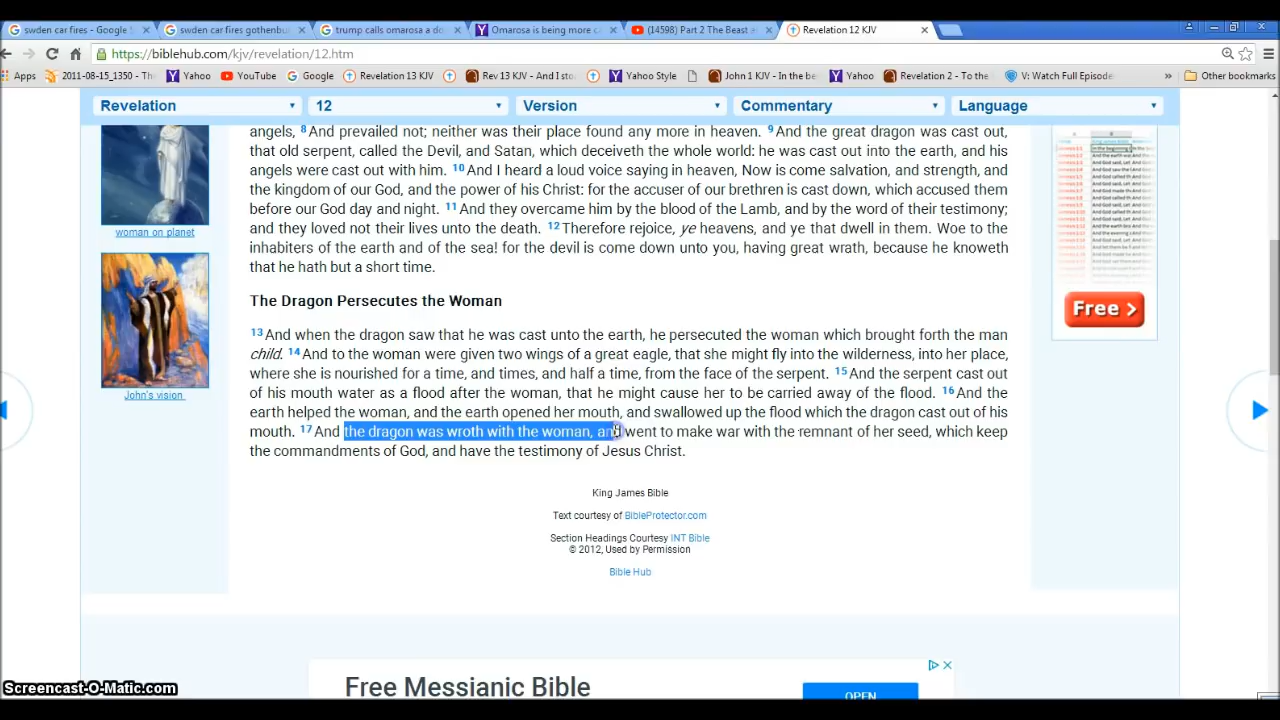 swden car fires - Google S
swden car fires gothenbu
trump calls omarosa a do
Omarosa is being more ca
(14598) Part 2 The Beast a
Revelation 12 KJV
https://biblehub.com/kjv/revelation/12.htm
Apps
2011-08-15_1350 - Th
Yahoo
YouTube
Google
Revelation 13 KJV
Rev 13 KJV - And I sto
Yahoo Style
John 1 KJV - In the be
Yahoo
Revelation 2 - To the
V: Watch Full Episode
»
Other bookmarks
Revelation
12
Version
Commentary
Language
angels, 8And prevailed not; neither was their place found any more in heaven. 9And the great dragon was cast out,
that old serpent, called the Devil, and Satan, which deceiveth the whole world: he was cast out into the earth, and his
angels were cast out with him. 10And I heard a loud voice saying in heaven, Now is come salvation, and strength, and
the kingdom of our God, and the power of his Christ: for the accuser of our brethren is cast down, which accused them
before our God day and night. 11And they overcame him by the blood of the Lamb, and by the word of their testimony;
and they loved not their lives unto the death. 12Therefore rejoice, ye heavens, and ye that dwell in them. Woe to the
inhabiters of the earth and of the sea! for the devil is come down unto you, having great wrath, because he knoweth
that he hath but a short time.
woman on planet
John's vision
The Dragon Persecutes the Woman
13And when the dragon saw that he was cast unto the earth, he persecuted the woman which brought forth the man
child. 14And to the woman were given two wings of a great eagle, that she might fly into the wilderness, into her place,
where she is nourished for a time, and times, and half a time, from the face of the serpent. 15And the serpent cast out
of his mouth water as a flood after the woman, that he might cause her to be carried away of the flood. 16And the
earth helped the woman, and the earth opened her mouth, and swallowed up the flood which the dragon cast out of his
mouth. 17And the dragon was wroth with the woman, and went to make war with the remnant of her seed, which keep
the commandments of God, and have the testimony of Jesus Christ.
King James Bible
Text courtesy of BibleProtector.com
Section Headings Courtesy INT Bible
© 2012, Used by Permission
Bible Hub
Free >
Free Messianic Bible
OPEN
Screencast-O-Matic.com